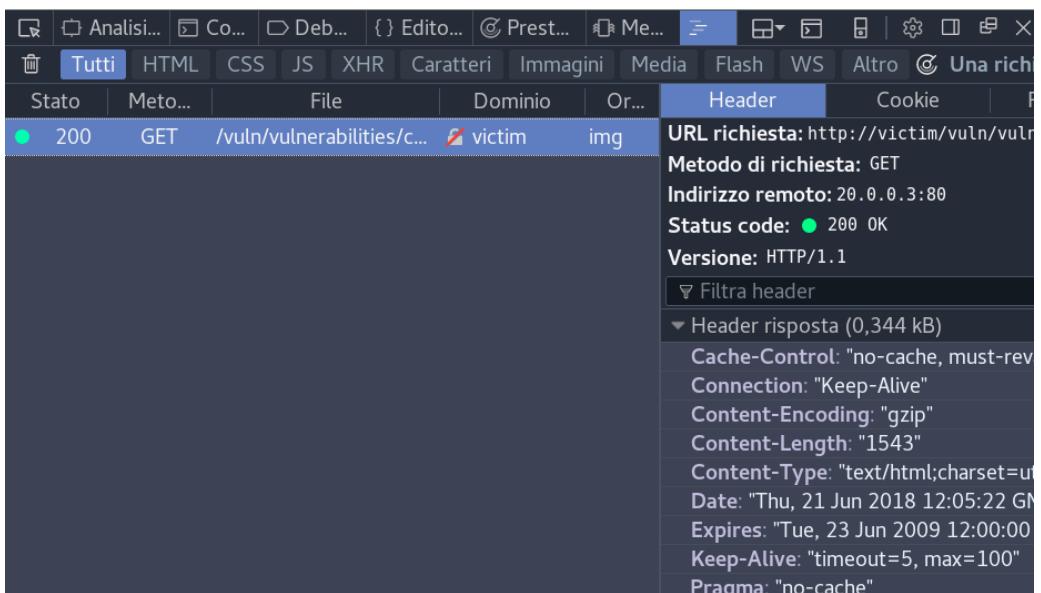 Analisi... Co... Deb... {} Edito... Prest... Me...
Tutti HTML CSS JS XHR Caratteri Immagini Media Flash WS Altro Una richi
Stato Meto... File Dominio Or...
200 GET /vuln/vulnerabilities/c... victim img
Header Cookie
URL richiesta: http://victim/vuln/vuln
Metodo di richiesta: GET
Indirizzo remoto: 20.0.0.3:80
Status code: 200 OK
Versione: HTTP/1.1
Filtra header
Header risposta (0,344 kB)
Cache-Control: "no-cache, must-rev
Connection: "Keep-Alive"
Content-Encoding: "gzip"
Content-Length: "1543"
Content-Type: "text/html;charset=ut
Date: "Thu, 21 Jun 2018 12:05:22 GM
Expires: "Tue, 23 Jun 2009 12:00:00
Keep-Alive: "timeout=5, max=100"
Pragma: "no-cache"